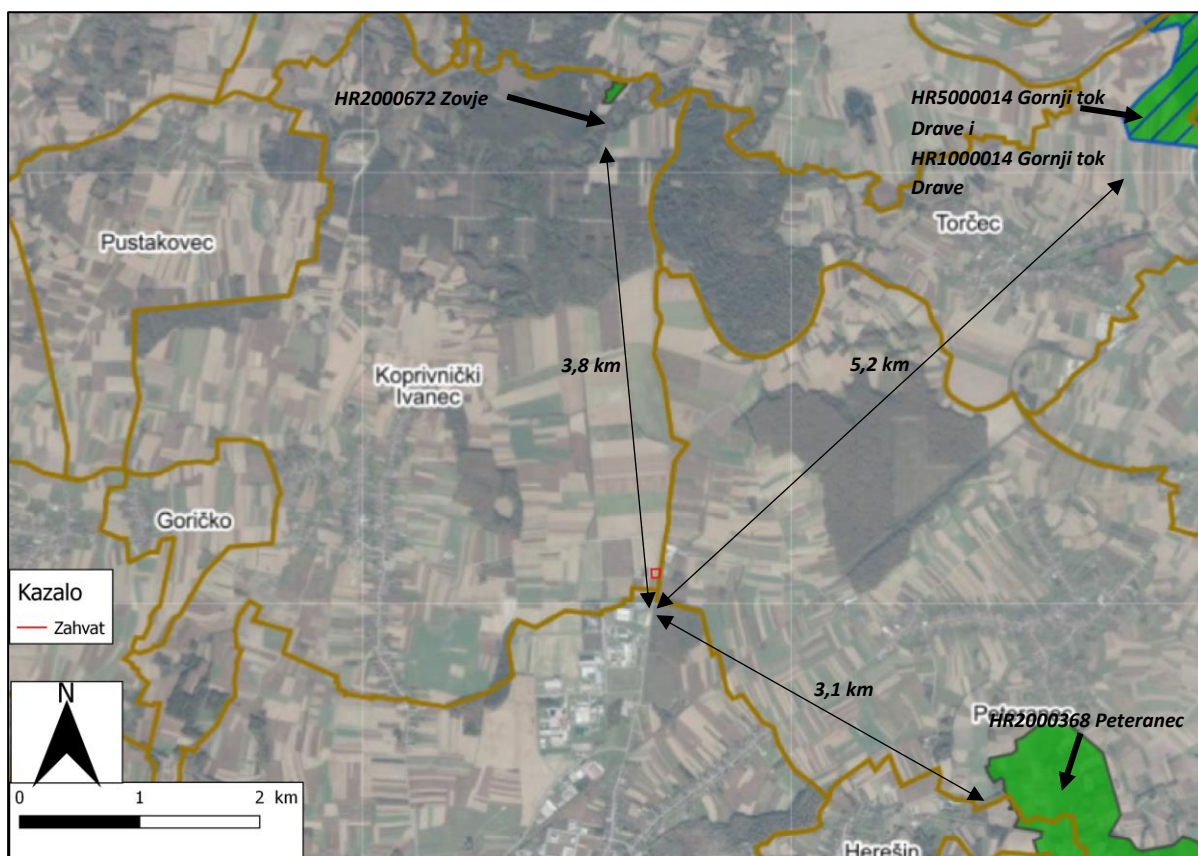 HR2000672 Zovje
HR5000014 Gornji tok
Drave i
HR1000014 Gornji tok
Drave
Pustakovec
Torčec
3,8 km
5,2 km
Koprivnički
Ivanec
Goričko
Kazalo
Zahvat
3,1 km
Peteranec
HR2000368 Peteranec
N
0 1 2 km
Herešin